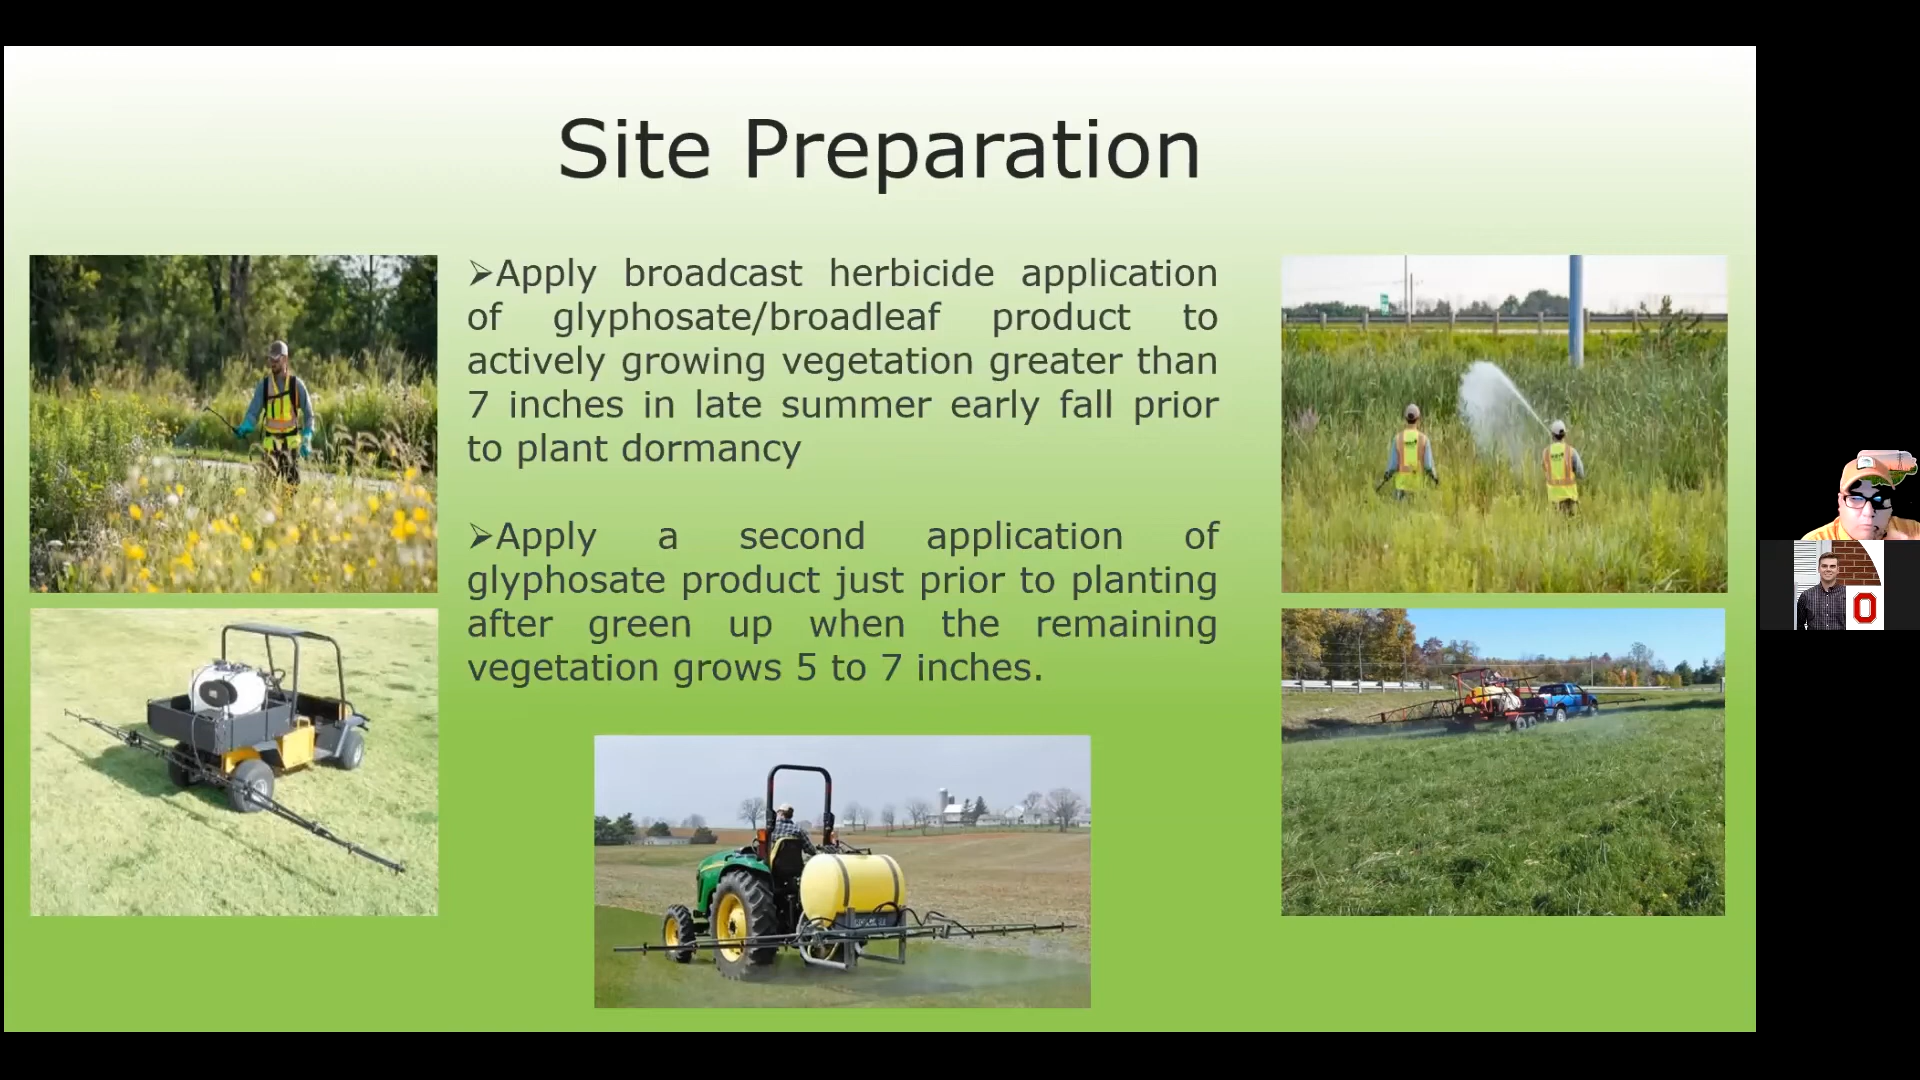 Site Preparation
➢Apply broadcast herbicide application
of glyphosate/broadleaf product to
actively growing vegetation greater than
7 inches in late summer early fall prior
to plant dormancy
➢Apply a second application of
glyphosate product just prior to planting
after green up when the remaining
vegetation grows 5 to 7 inches.
O